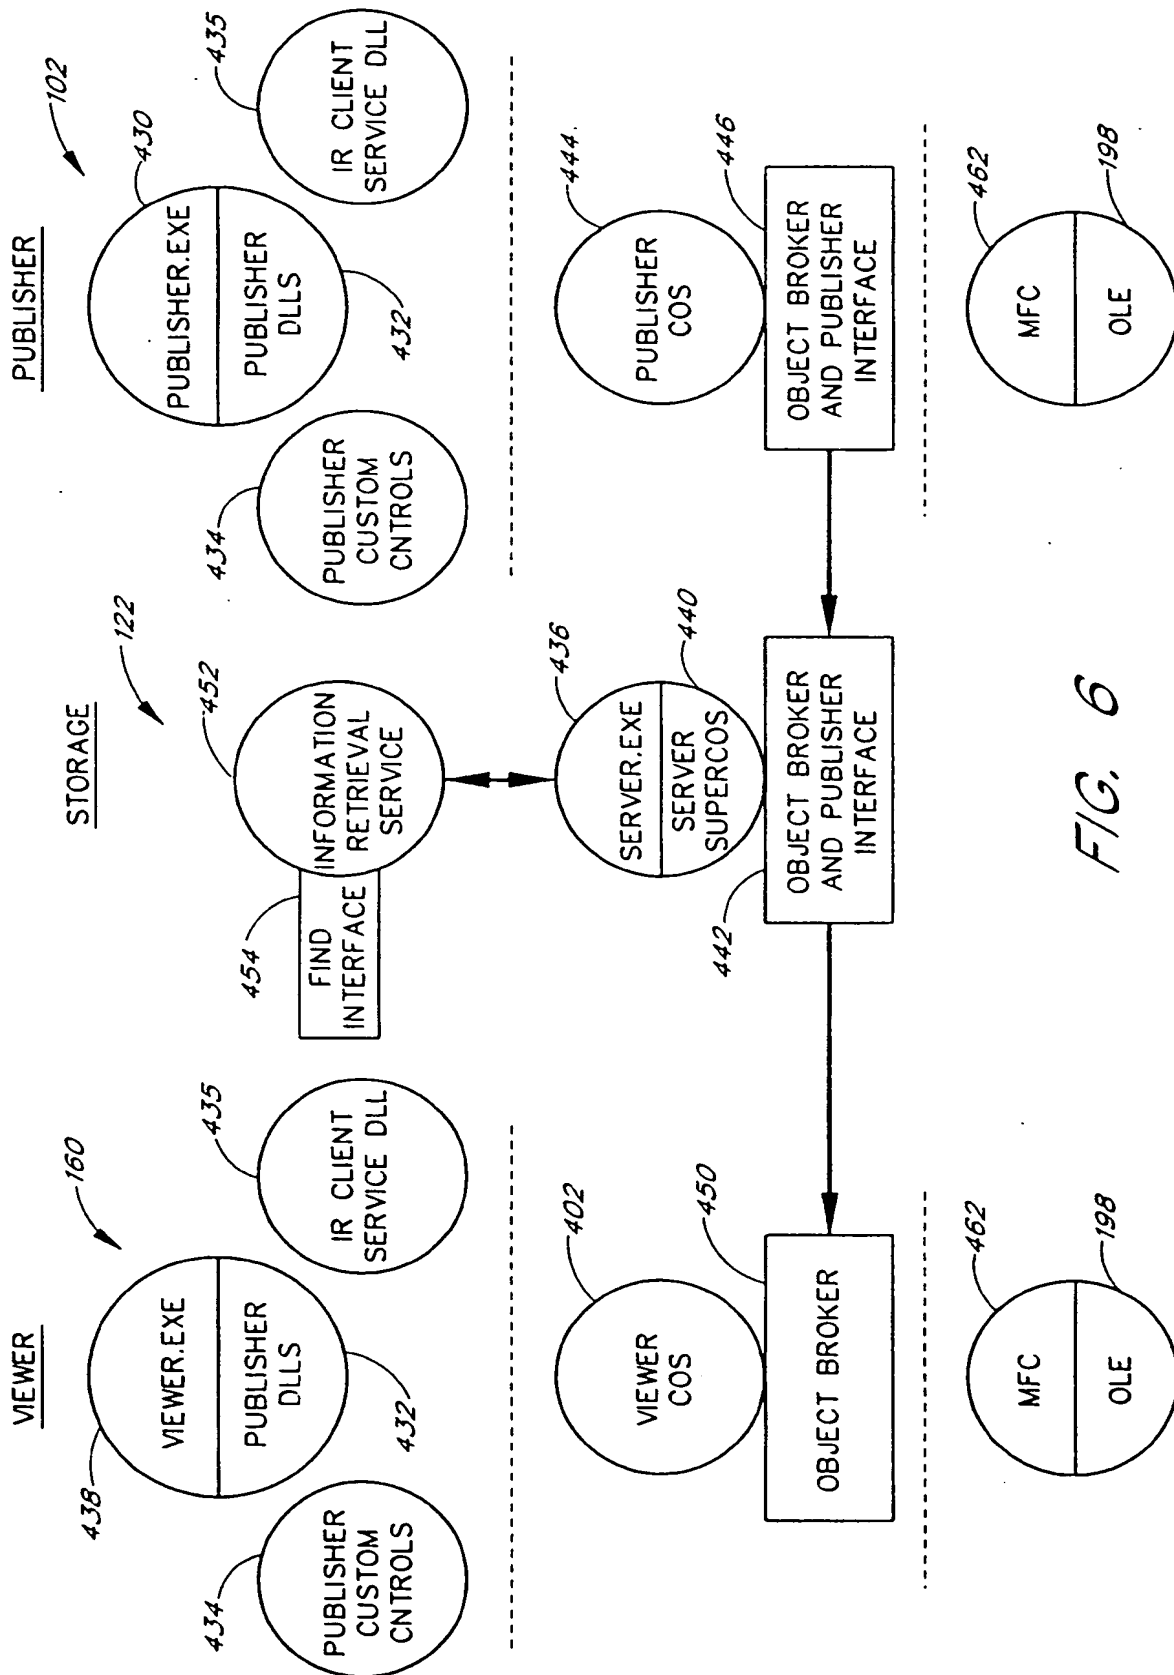 VIEWER
160
438
VIEWER.EXE
PUBLISHER
DLLS
432
434
PUBLISHER
CUSTOM
CNTROLS
435
IR CLIENT
SERVICE DLL
402
VIEWER
COS
450
OBJECT BROKER
462
MFC
OLE
198
STORAGE
122
452
INFORMATION
RETRIEVAL
SERVICE
454
FIND
INTERFACE
436
SERVER.EXE
SERVER
SUPERCOS
440
442
OBJECT BROKER
AND PUBLISHER
INTERFACE
PUBLISHER
102
430
PUBLISHER.EXE
PUBLISHER
DLLS
432
434
PUBLISHER
CUSTOM
CNTROLS
435
IR CLIENT
SERVICE DLL
444
PUBLISHER
COS
446
OBJECT BROKER
AND PUBLISHER
INTERFACE
462
MFC
OLE
198
FIG. 6